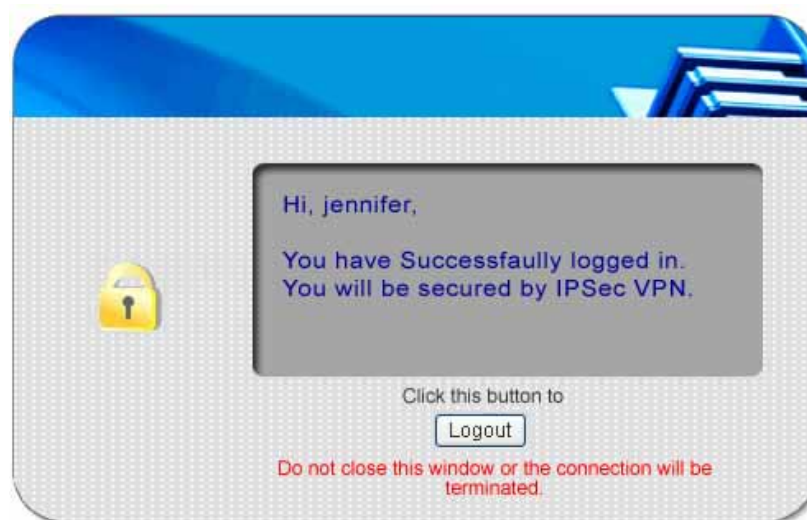 Hi, jennifer,
You have Successfaully logged in.
You will be secured by IPSec VPN.
Click this button to
Logout
Do not close this window or the connection will be
terminated.